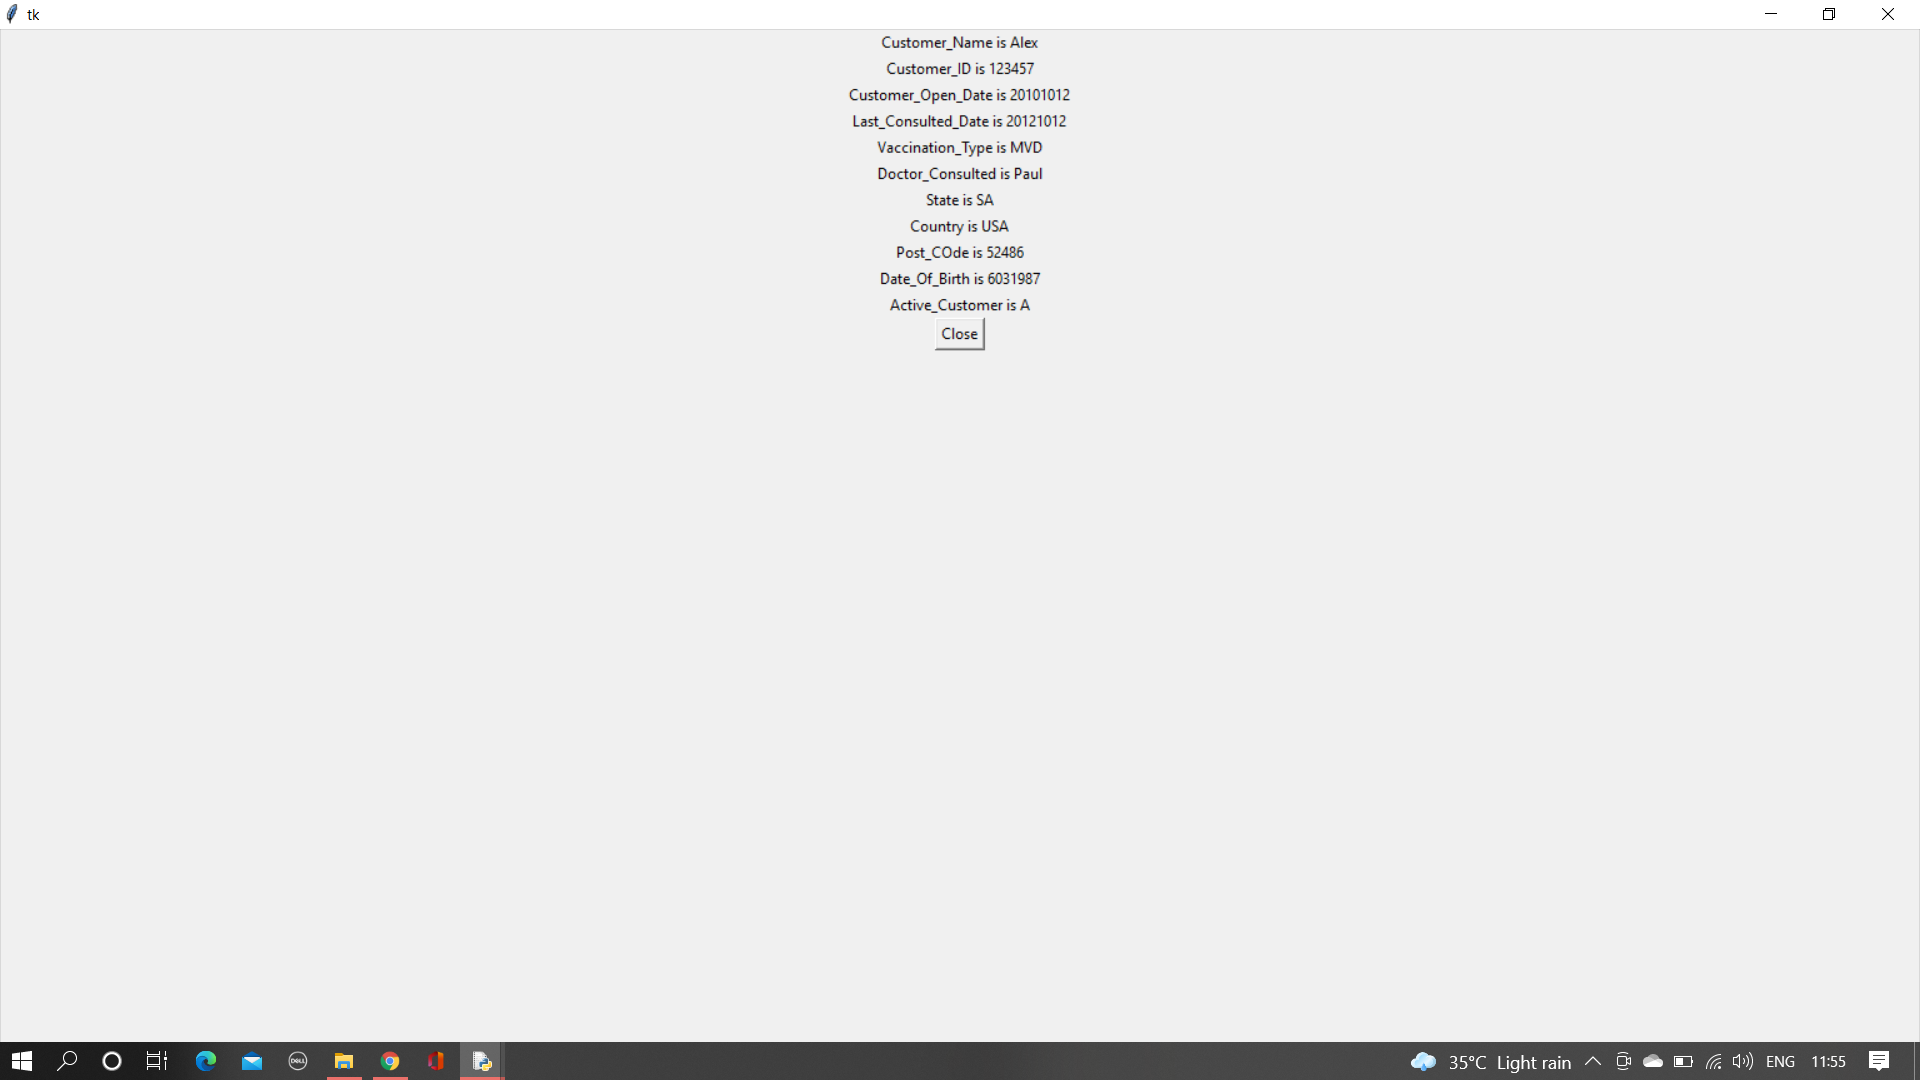 tk
Customer_Name is Alex
Customer_ID is 123457
Customer_Open_Date is 20101012
Last_Consulted_Date is 20121012
Vaccination_Type is MVD
Doctor_Consulted is Paul
State is SA
Country is USA
Post_COde is 52486
Date_Of_Birth is 6031987
Active_Customer is A
Close
DELL
35°C Light rain
ENG
11:55